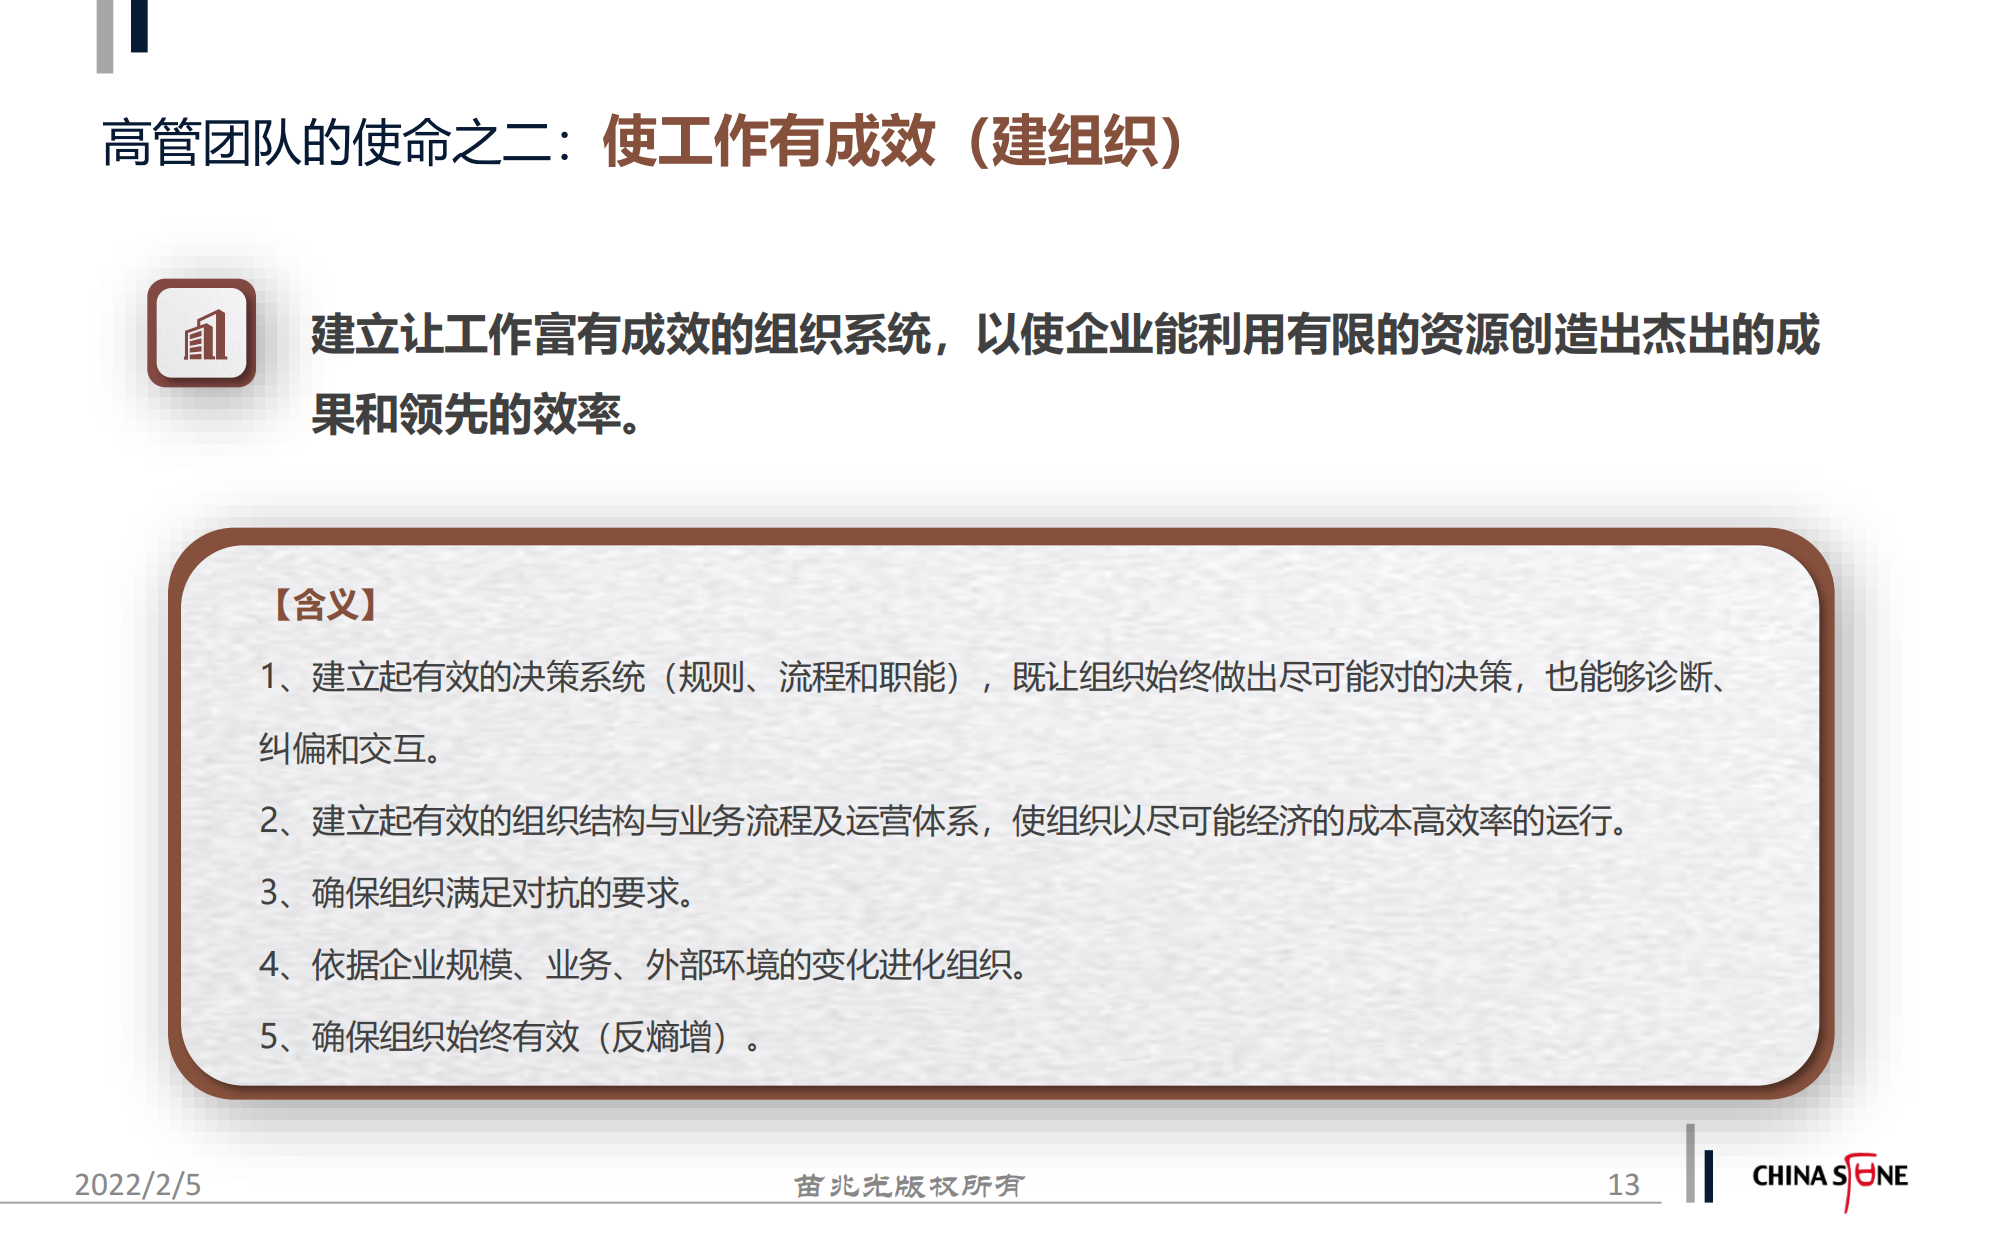 高管团队的使命之二：使工作有成效（建组织）
建立让工作富有成效的组织系统，以使企业能利用有限的资源创造出杰出的成
果和领先的效率。
【含义】
1、建立起有效的决策系统（规则、流程和职能），既让组织始终做出尽可能对的决策，也能够诊断、
纠偏和交互。
2、建立起有效的组织结构与业务流程及运营体系，使组织以尽可能经济的成本高效率的运行。
3、确保组织满足对抗的要求。
4、依据企业规模、业务、外部环境的变化进化组织。
5、确保组织始终有效（反熵增）。
2022/2/5
苗兆光版权所有
13
CHINA STONE